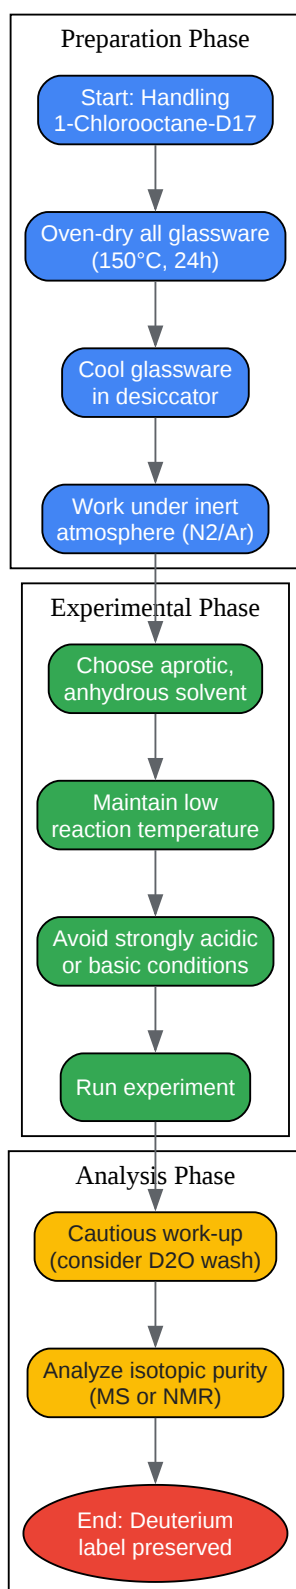 Preparation Phase
Start: Handling
1-Chlorooctane-D17
Oven-dry all glassware
(150°C, 24h)
Cool glassware
in desiccator
Work under inert
atmosphere (N2/Ar)
Experimental Phase
Choose aprotic,
anhydrous solvent
Maintain low
reaction temperature
Avoid strongly acidic
or basic conditions
Run experiment
Analysis Phase
Cautious work-up
(consider D2O wash)
Analyze isotopic purity
(MS or NMR)
End: Deuterium
label preserved